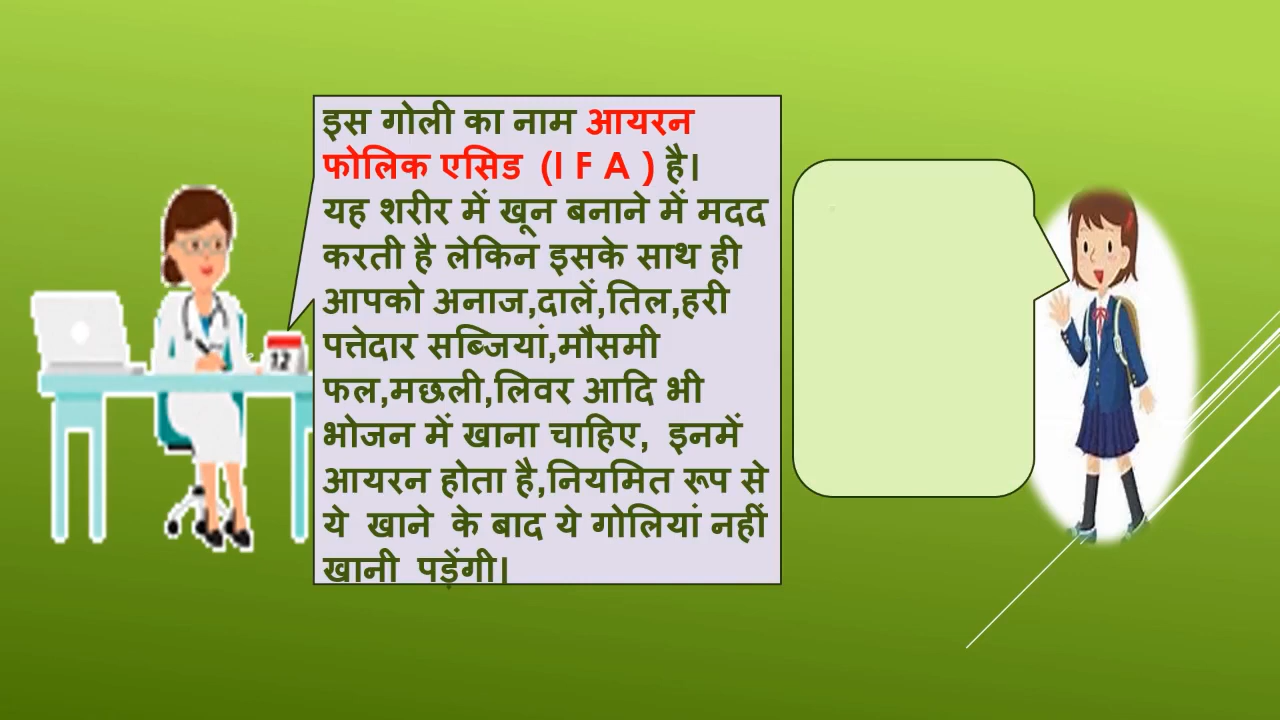 इस गोली का नाम आयरन
फोलिक एसिड (I F A ) है।
यह शरीर में खून बनाने में मदद
करती है लेकिन इसके साथ ही
आपको अनाज,दालें,तिल,हरी
पत्तेदार सब्जियां,मौसमी
फल,मछली,लिवर आदि भी
भोजन में खाना चाहिए, इनमें
आयरन होता है,नियमित रूप से
ये खाने के बाद ये गोलियां नहीं
खानी पड़ेंगी।
12